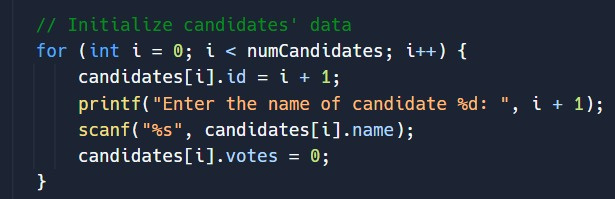 // Initialize candidates' data
for (int i = 0; i < numCandidates; i++) {
    candidates[i].id = i + 1;
    printf("Enter the name of candidate %d: ", i + 1);
    scanf("%s", candidates[i].name);
    candidates[i].votes = 0;
}